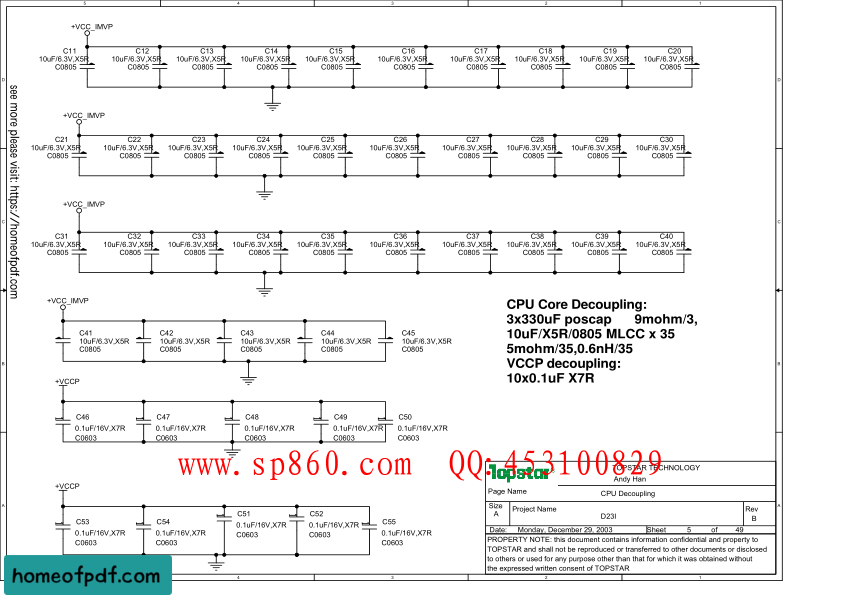 5 4 3 2 1
+VCC_IMVP
C11 C12 C13 C14 C15 C16 C17 C18 C19 C20
10uF/6.3V,X5R 10uF/6.3V,X5R 10uF/6.3V,X5R 10uF/6.3V,X5R 10uF/6.3V,X5R 10uF/6.3V,X5R 10uF/6.3V,X5R 10uF/6.3V,X5R 10uF/6.3V,X5R 10uF/6.3V,X5R
C0805 C0805 C0805 C0805 C0805 C0805 C0805 C0805 C0805 C0805
D D
see more please visit: https://homeofpdf.com
+VCC_IMVP
C21 C22 C23 C24 C25 C26 C27 C28 C29 C30
10uF/6.3V,X5R 10uF/6.3V,X5R 10uF/6.3V,X5R 10uF/6.3V,X5R 10uF/6.3V,X5R 10uF/6.3V,X5R 10uF/6.3V,X5R 10uF/6.3V,X5R 10uF/6.3V,X5R 10uF/6.3V,X5R
C0805 C0805 C0805 C0805 C0805 C0805 C0805 C0805 C0805 C0805
+VCC_IMVP
C C
C31 C32 C33 C34 C35 C36 C37 C38 C39 C40
10uF/6.3V,X5R 10uF/6.3V,X5R 10uF/6.3V,X5R 10uF/6.3V,X5R 10uF/6.3V,X5R 10uF/6.3V,X5R 10uF/6.3V,X5R 10uF/6.3V,X5R 10uF/6.3V,X5R 10uF/6.3V,X5R
C0805 C0805 C0805 C0805 C0805 C0805 C0805 C0805 C0805 C0805
+VCC_IMVP
C41 C42 C43 C44 C45
10uF/6.3V,X5R 10uF/6.3V,X5R 10uF/6.3V,X5R 10uF/6.3V,X5R 10uF/6.3V,X5R
C0805 C0805 C0805 C0805 C0805
CPU Core Decoupling:
3x330uF poscap 9mohm/3,
10uF/X5R/0805 MLCC x 35
5mohm/35,0.6nH/35
VCCP decoupling:
10x0.1uF X7R
B B
+VCCP
C46 C47 C48 C49 C50
0.1uF/16V,X7R 0.1uF/16V,X7R 0.1uF/16V,X7R 0.1uF/16V,X7R 0.1uF/16V,X7R
C0603 C0603 C0603 C0603 C0603
www.sp860.com QQ:453100829
+VCCP
C53 C54 C51 C52 C55
0.1uF/16V,X7R 0.1uF/16V,X7R 0.1uF/16V,X7R 0.1uF/16V,X7R 0.1uF/16V,X7R
C0603 C0603 C0603 C0603 C0603
A A
Topstar
TOPSTAR TECHNOLOGY
Andy Han
Page Name CPU Decoupling
Size A Project Name D23I Rev B
Date: Monday, December 29, 2003 Sheet 5 of 49
PROPERTY NOTE: this document contains information confidential and property to
TOPSTAR and shall not be reproduced or transferred to other documents or disclosed
to others or used for any purpose other than that for which it was obtained without
the expressed written consent of TOPSTAR
homeofpdf.com
3 2 1